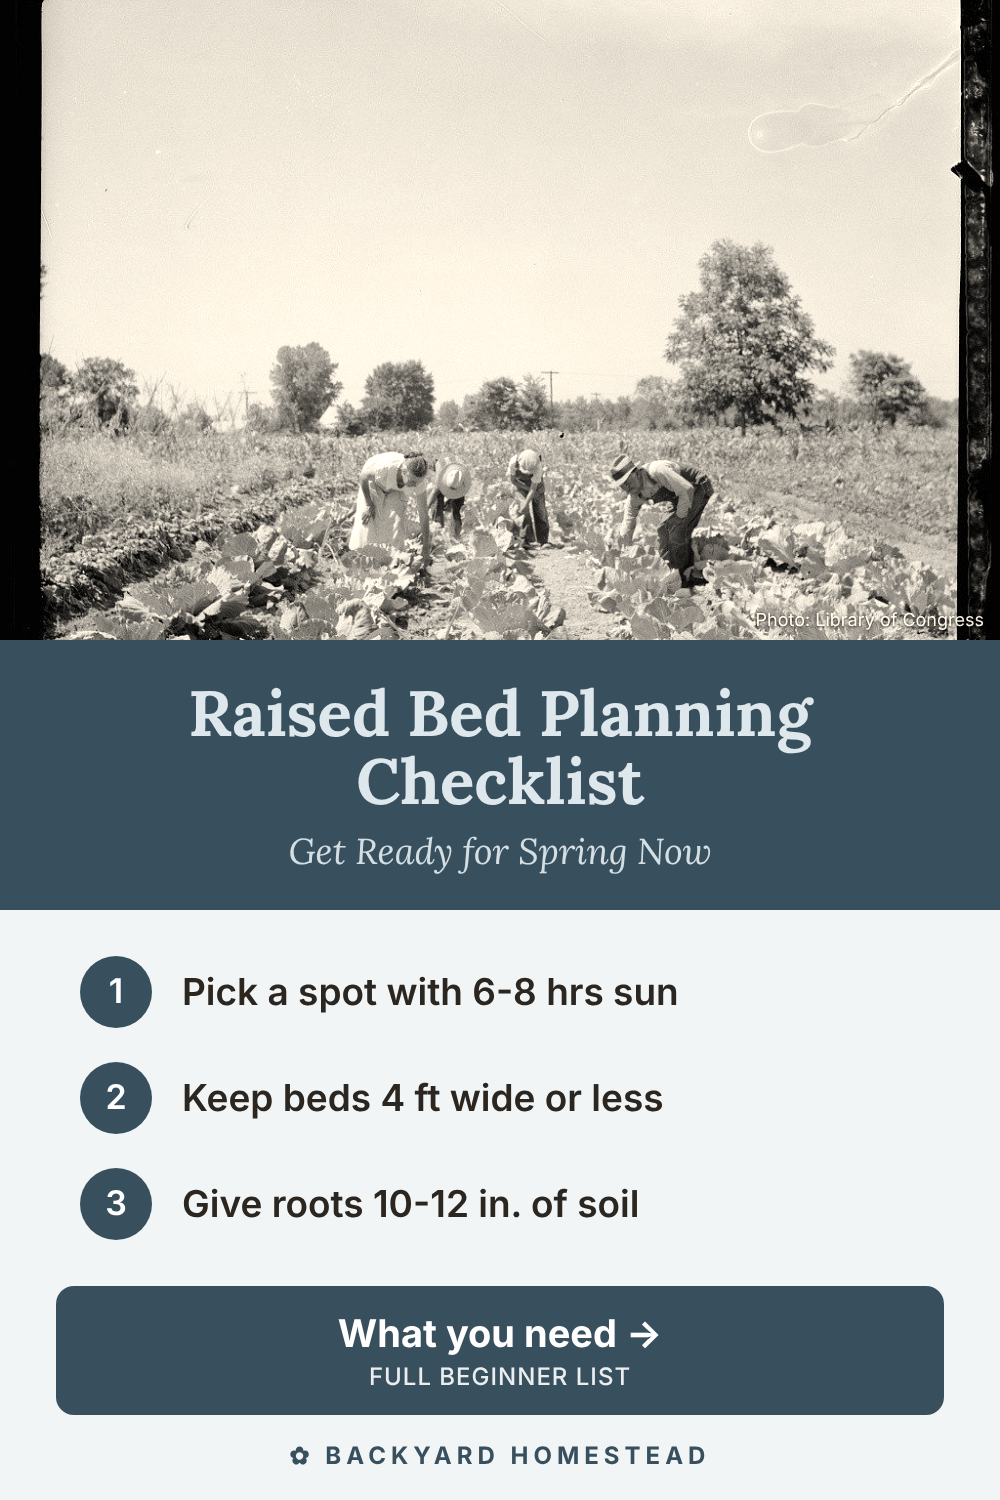 Photo: Library of Congress
Raised Bed Planning
Checklist
Get Ready for Spring Now
1 Pick a spot with 6-8 hrs sun
2 Keep beds 4 ft wide or less
3 Give roots 10-12 in. of soil
What you need →
FULL BEGINNER LIST
✿ BACKYARD HOMESTEAD